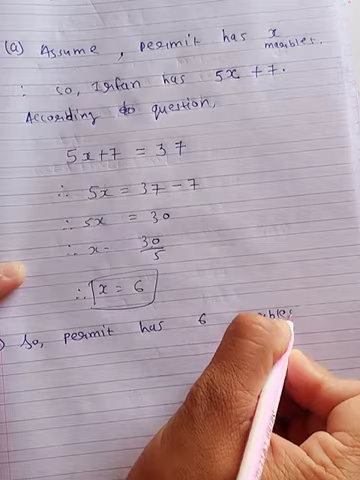 (a) Assume, permit has x marbles.
: so, Irfan has 5x + 7.
According to question,
5x+7 = 37
∴ 5x = 37 - 7
∴ 5x = 30
∴ x = 30/5
∴ x = 6
So, permit has 6